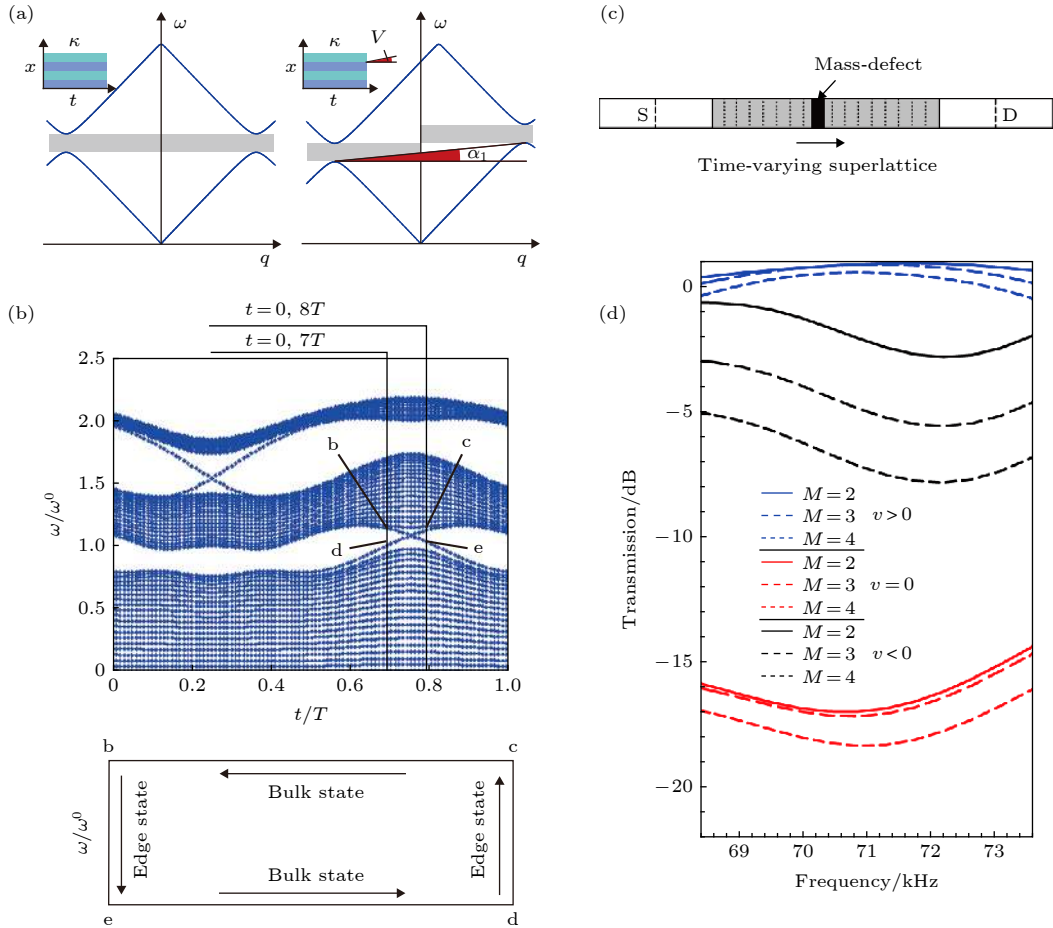 (a)
ω
κ
x
t
q
ω
κ
V
x
t
α1
q
(b)
t=0, 8T
t=0, 7T
2.5
2.0
1.5
1.0
0.5
0
ω/ω⁰
b
c
d
e
0
0.2
0.4
0.6
0.8
1.0
t/T
b
c
Bulk state
Edge state
Edge state
ω/ω⁰
Bulk state
e
d
(c)
Mass-defect
S
D
Time-varying superlattice
(d)
0
−5
−10
−15
−20
Transmission/dB
M=2
M=3 v>0
M=4
M=2
M=3 v=0
M=4
M=2
M=3 v<0
M=4
69
70
71
72
73
Frequency/kHz